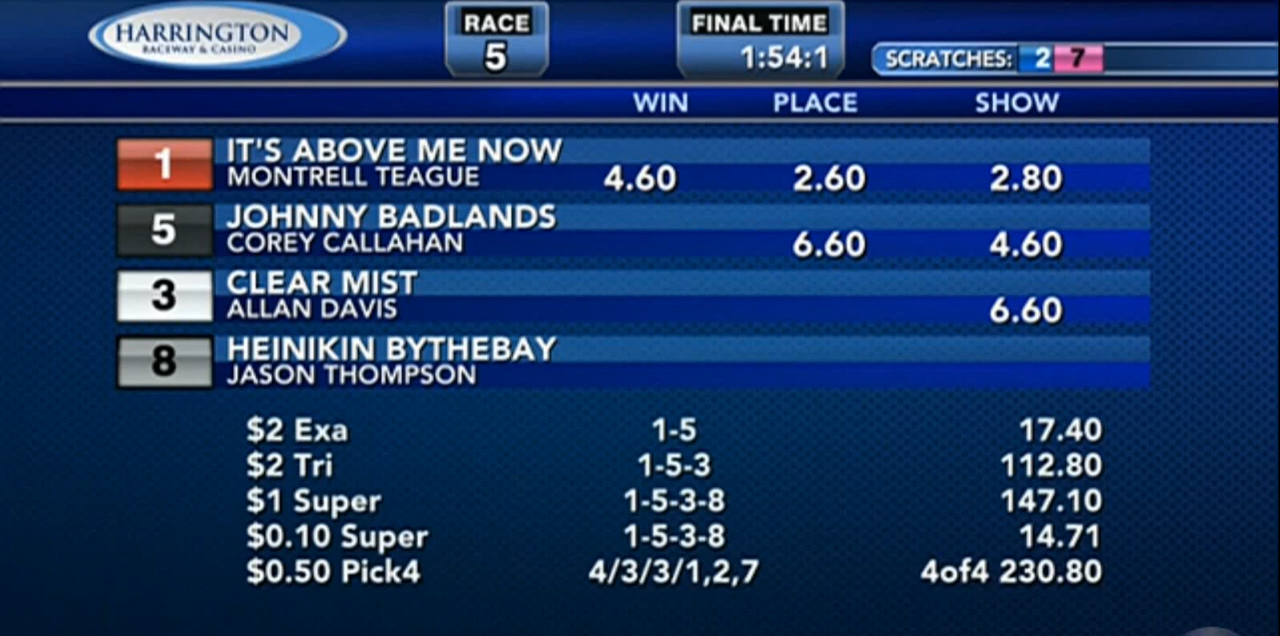 HARRINGTON
RACEWAY & CASINO
RACE
5
FINAL TIME
1:54:1
SCRATCHES: 2 7
WIN PLACE SHOW
1 IT'S ABOVE ME NOW
MONTRELL TEAGUE 4.60 2.60 2.80
5 JOHNNY BADLANDS
COREY CALLAHAN 6.60 4.60
3 CLEAR MIST
ALLAN DAVIS 6.60
8 HEINIKIN BYTHEBAY
JASON THOMPSON
$2 Exa 1-5 17.40
$2 Tri 1-5-3 112.80
$1 Super 1-5-3-8 147.10
$0.10 Super 1-5-3-8 14.71
$0.50 Pick4 4/3/3/1,2,7 4of4 230.80